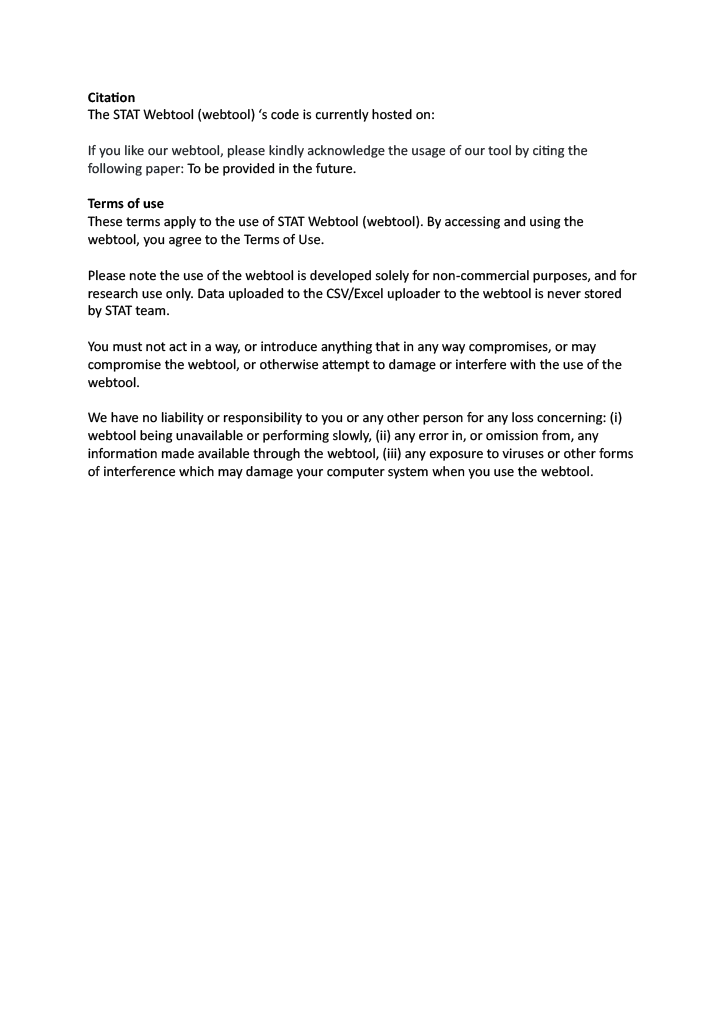 Citation
The STAT Webtool (webtool) ‘s code is currently hosted on:
If you like our webtool, please kindly acknowledge the usage of our tool by citing the
following paper: To be provided in the future.
Terms of use
These terms apply to the use of STAT Webtool (webtool). By accessing and using the
webtool, you agree to the Terms of Use.
Please note the use of the webtool is developed solely for non-commercial purposes, and for
research use only. Data uploaded to the CSV/Excel uploader to the webtool is never stored
by STAT team.
You must not act in a way, or introduce anything that in any way compromises, or may
compromise the webtool, or otherwise attempt to damage or interfere with the use of the
webtool.
We have no liability or responsibility to you or any other person for any loss concerning: (i)
webtool being unavailable or performing slowly, (ii) any error in, or omission from, any
information made available through the webtool, (iii) any exposure to viruses or other forms
of interference which may damage your computer system when you use the webtool.